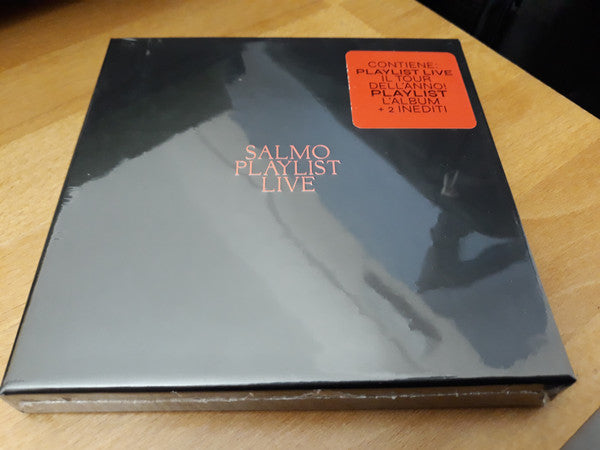 CONTIENE:
PLAYLIST LIVE
IL TOUR
DELL'ANNO!
PLAYLIST
L'ALBUM
+ 2 INEDITI
SALMO
PLAYLIST
LIVE